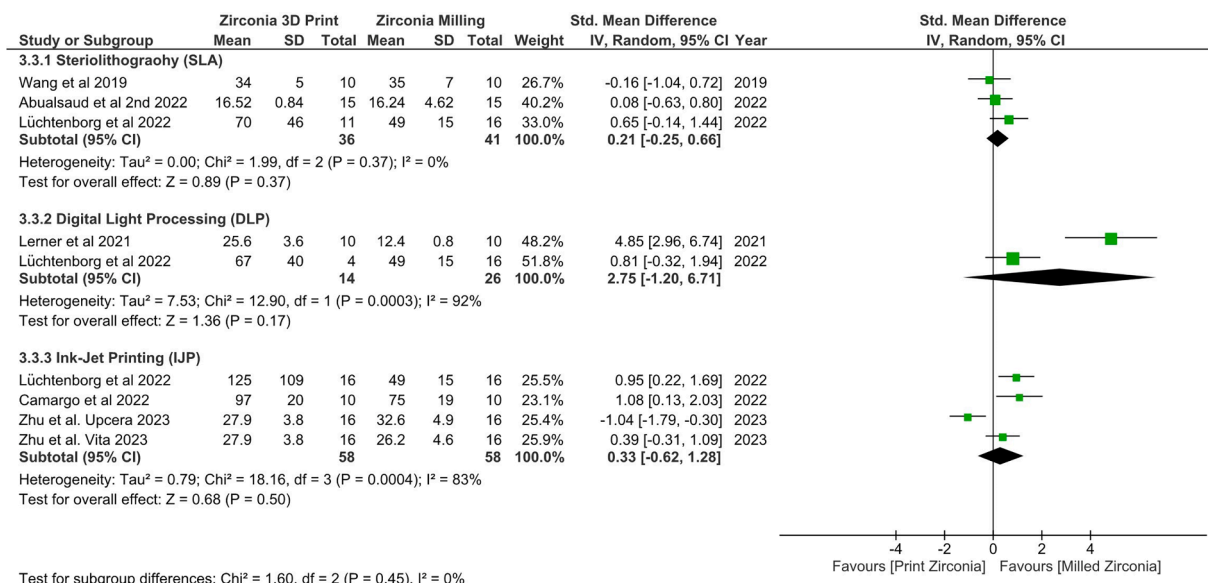 Zirconia 3D Print Zirconia Milling Std. Mean Difference Std. Mean Difference
Study or Subgroup Mean SD Total Mean SD Total Weight IV, Random, 95% CI Year IV, Random, 95% CI
3.3.1 Steriolithograohy (SLA)
Wang et al 2019 34 5 10 35 7 10 26.7% -0.16 [-1.04, 0.72] 2019
Abualsaud et al 2nd 2022 16.52 0.84 15 16.24 4.62 15 40.2% 0.08 [-0.63, 0.80] 2022
Lüchtenborg et al 2022 70 46 11 49 15 16 33.0% 0.65 [-0.14, 1.44] 2022
Subtotal (95% CI) 36 41 100.0% 0.21 [-0.25, 0.66]
Heterogeneity: Tau² = 0.00; Chi² = 1.99, df = 2 (P = 0.37); I² = 0%
Test for overall effect: Z = 0.89 (P = 0.37)
3.3.2 Digital Light Processing (DLP)
Lerner et al 2021 25.6 3.6 10 12.4 0.8 10 48.2% 4.85 [2.96, 6.74] 2021
Lüchtenborg et al 2022 67 40 4 49 15 16 51.8% 0.81 [-0.32, 1.94] 2022
Subtotal (95% CI) 14 26 100.0% 2.75 [-1.20, 6.71]
Heterogeneity: Tau² = 7.53; Chi² = 12.90, df = 1 (P = 0.0003); I² = 92%
Test for overall effect: Z = 1.36 (P = 0.17)
3.3.3 Ink-Jet Printing (IJP)
Lüchtenborg et al 2022 125 109 16 49 15 16 25.5% 0.95 [0.22, 1.69] 2022
Camargo et al 2022 97 20 10 75 19 10 23.1% 1.08 [0.13, 2.03] 2022
Zhu et al. Upcera 2023 27.9 3.8 16 32.6 4.9 16 25.4% -1.04 [-1.79, -0.30] 2023
Zhu et al. Vita 2023 27.9 3.8 16 26.2 4.6 16 25.9% 0.39 [-0.31, 1.09] 2023
Subtotal (95% CI) 58 58 100.0% 0.33 [-0.62, 1.28]
Heterogeneity: Tau² = 0.79; Chi² = 18.16, df = 3 (P = 0.0004); I² = 83%
Test for overall effect: Z = 0.68 (P = 0.50)
-4 -2 0 2 4
Favours [Print Zirconia] Favours [Milled Zirconia]
Test for subgroup differences: Chi² = 1.60, df = 2 (P = 0.45), I² = 0%